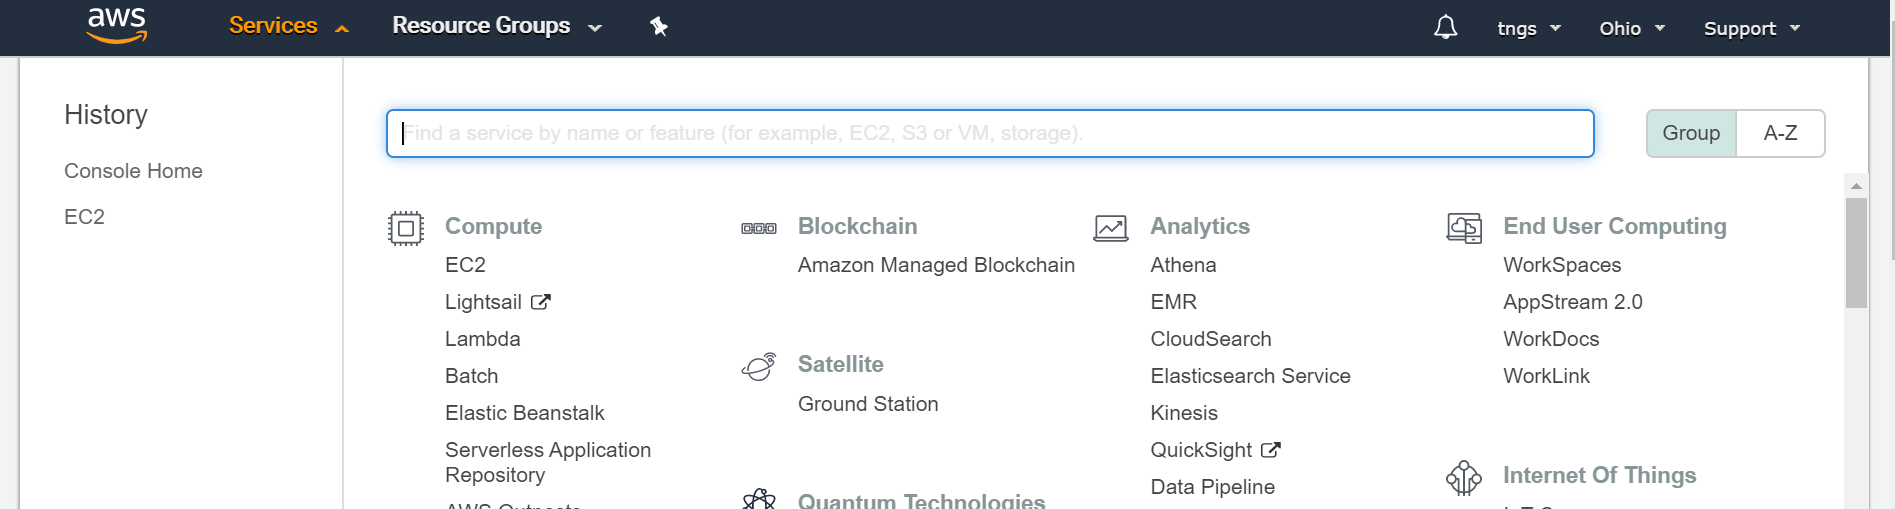 aws Services Resource Groups tngs Ohio Support
History
Console Home
EC2
Find a service by name or feature (for example, EC2, S3 or VM, storage).
Group A-Z
Compute
EC2
Lightsail
Lambda
Batch
Elastic Beanstalk
Serverless Application
Repository
AWS Outposts
Blockchain
Amazon Managed Blockchain
Satellite
Ground Station
Quantum Technologies
Analytics
Athena
EMR
CloudSearch
Elasticsearch Service
Kinesis
QuickSight
Data Pipeline
End User Computing
WorkSpaces
AppStream 2.0
WorkDocs
WorkLink
Internet Of Things